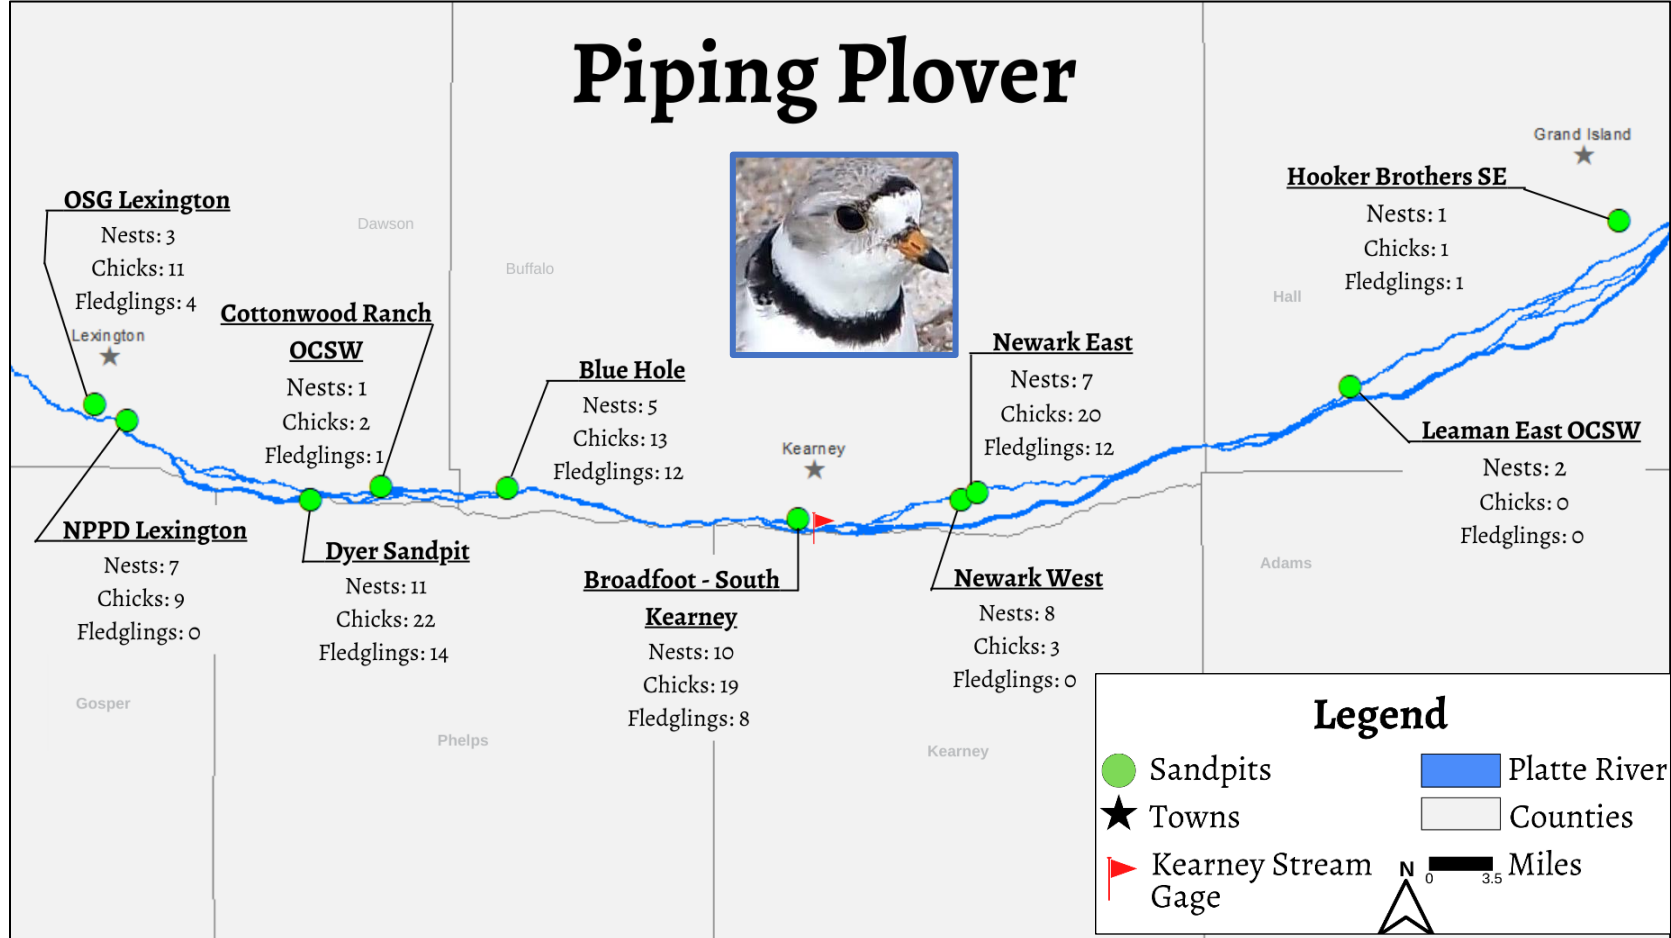 Piping Plover
Grand Island
Hooker Brothers SE
Nests: 1
Chicks: 1
Fledglings: 1
OSG Lexington
Nests: 3
Chicks: 11
Fledglings: 4
Lexington
Dawson
Buffalo
Hall
Cottonwood Ranch
OCSW
Nests: 1
Chicks: 2
Fledglings: 1
Blue Hole
Nests: 5
Chicks: 13
Fledglings: 12
Kearney
Newark East
Nests: 7
Chicks: 20
Fledglings: 12
Leaman East OCSW
Nests: 2
Chicks: 0
Fledglings: 0
NPPD Lexington
Nests: 7
Chicks: 9
Fledglings: 0
Dyer Sandpit
Nests: 11
Chicks: 22
Fledglings: 14
Broadfoot - South
Kearney
Nests: 10
Chicks: 19
Fledglings: 8
Newark West
Nests: 8
Chicks: 3
Fledglings: 0
Adams
Gosper
Phelps
Kearney
Legend
Sandpits
Platte River
Towns
Counties
Kearney Stream
Gage
N
0 3.5
Miles